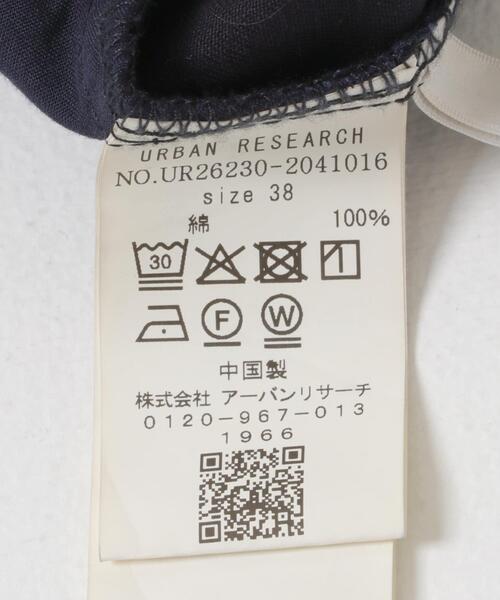 URBAN RESEARCH
NO.UR26230-2041016
size 38
綿 100%
30
F W
中国製
株式会社 アーバンリサーチ
0120-967-013
1966